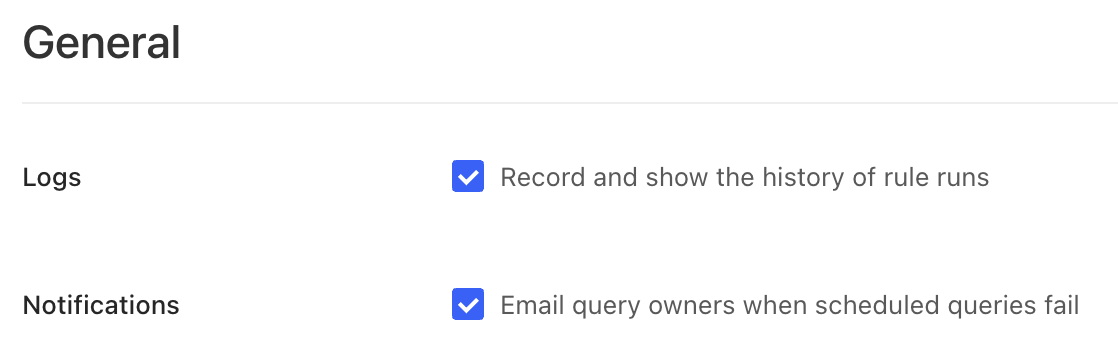 General
Logs
Record and show the history of rule runs
Notifications
Email query owners when scheduled queries fail